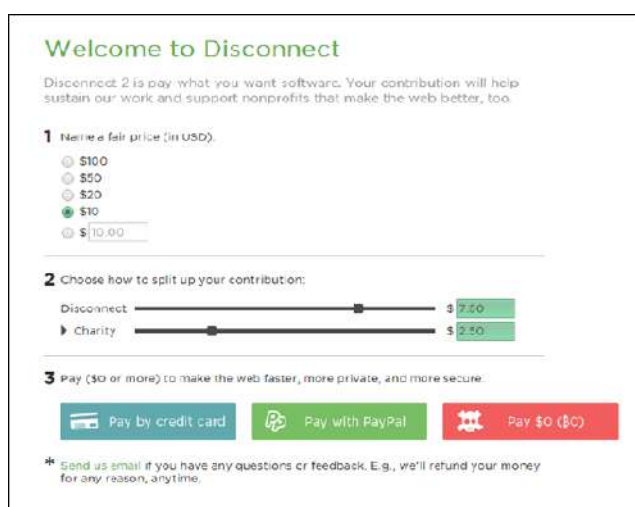 Welcome to Disconnect
Disconnect 2 is pay what you want software. Your contribution will help
sustain our work and support nonprofits that make the web better, too.
1 Name a fair price (in USD).
$100
$50
$20
$10
$ 10.00
2 Choose how to split up your contribution:
Disconnect $ 7.50
Charity $ 2.50
3 Pay ($0 or more) to make the web faster, more private, and more secure.
Pay by credit card Pay with PayPal Pay $0 (฿0)
* Send us email if you have any questions or feedback. E.g., we'll refund your money
for any reason, anytime.